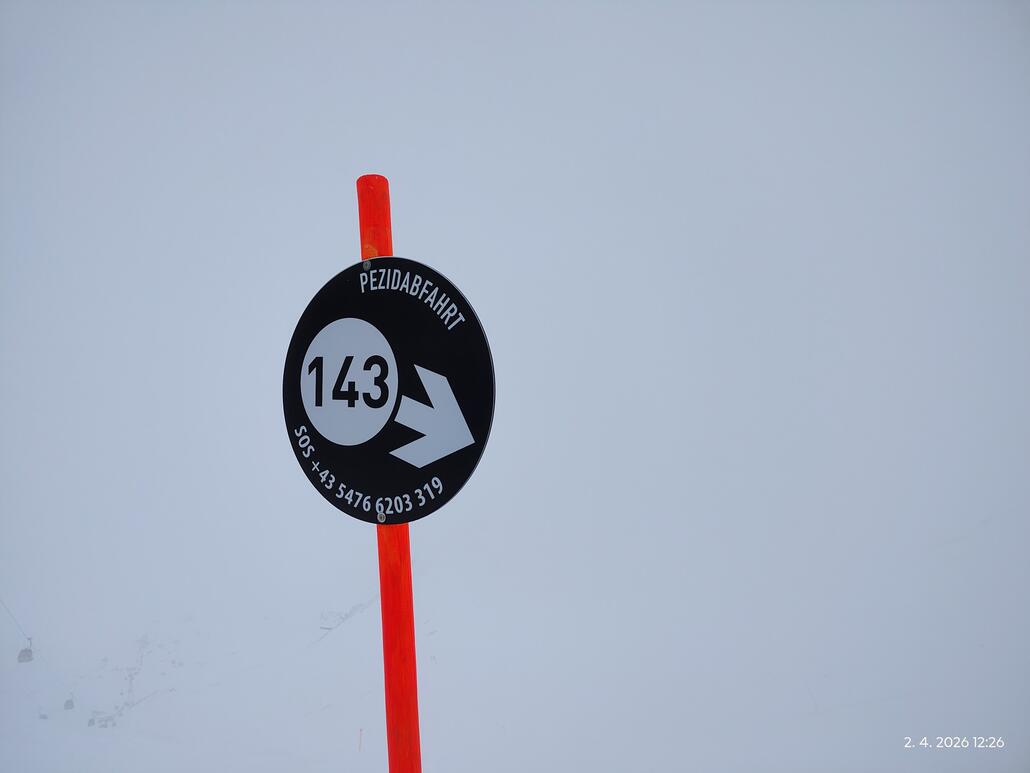 PEZIDABFAHRT
143
SOS +43 5476 6203 319
2. 4. 2026 12:26